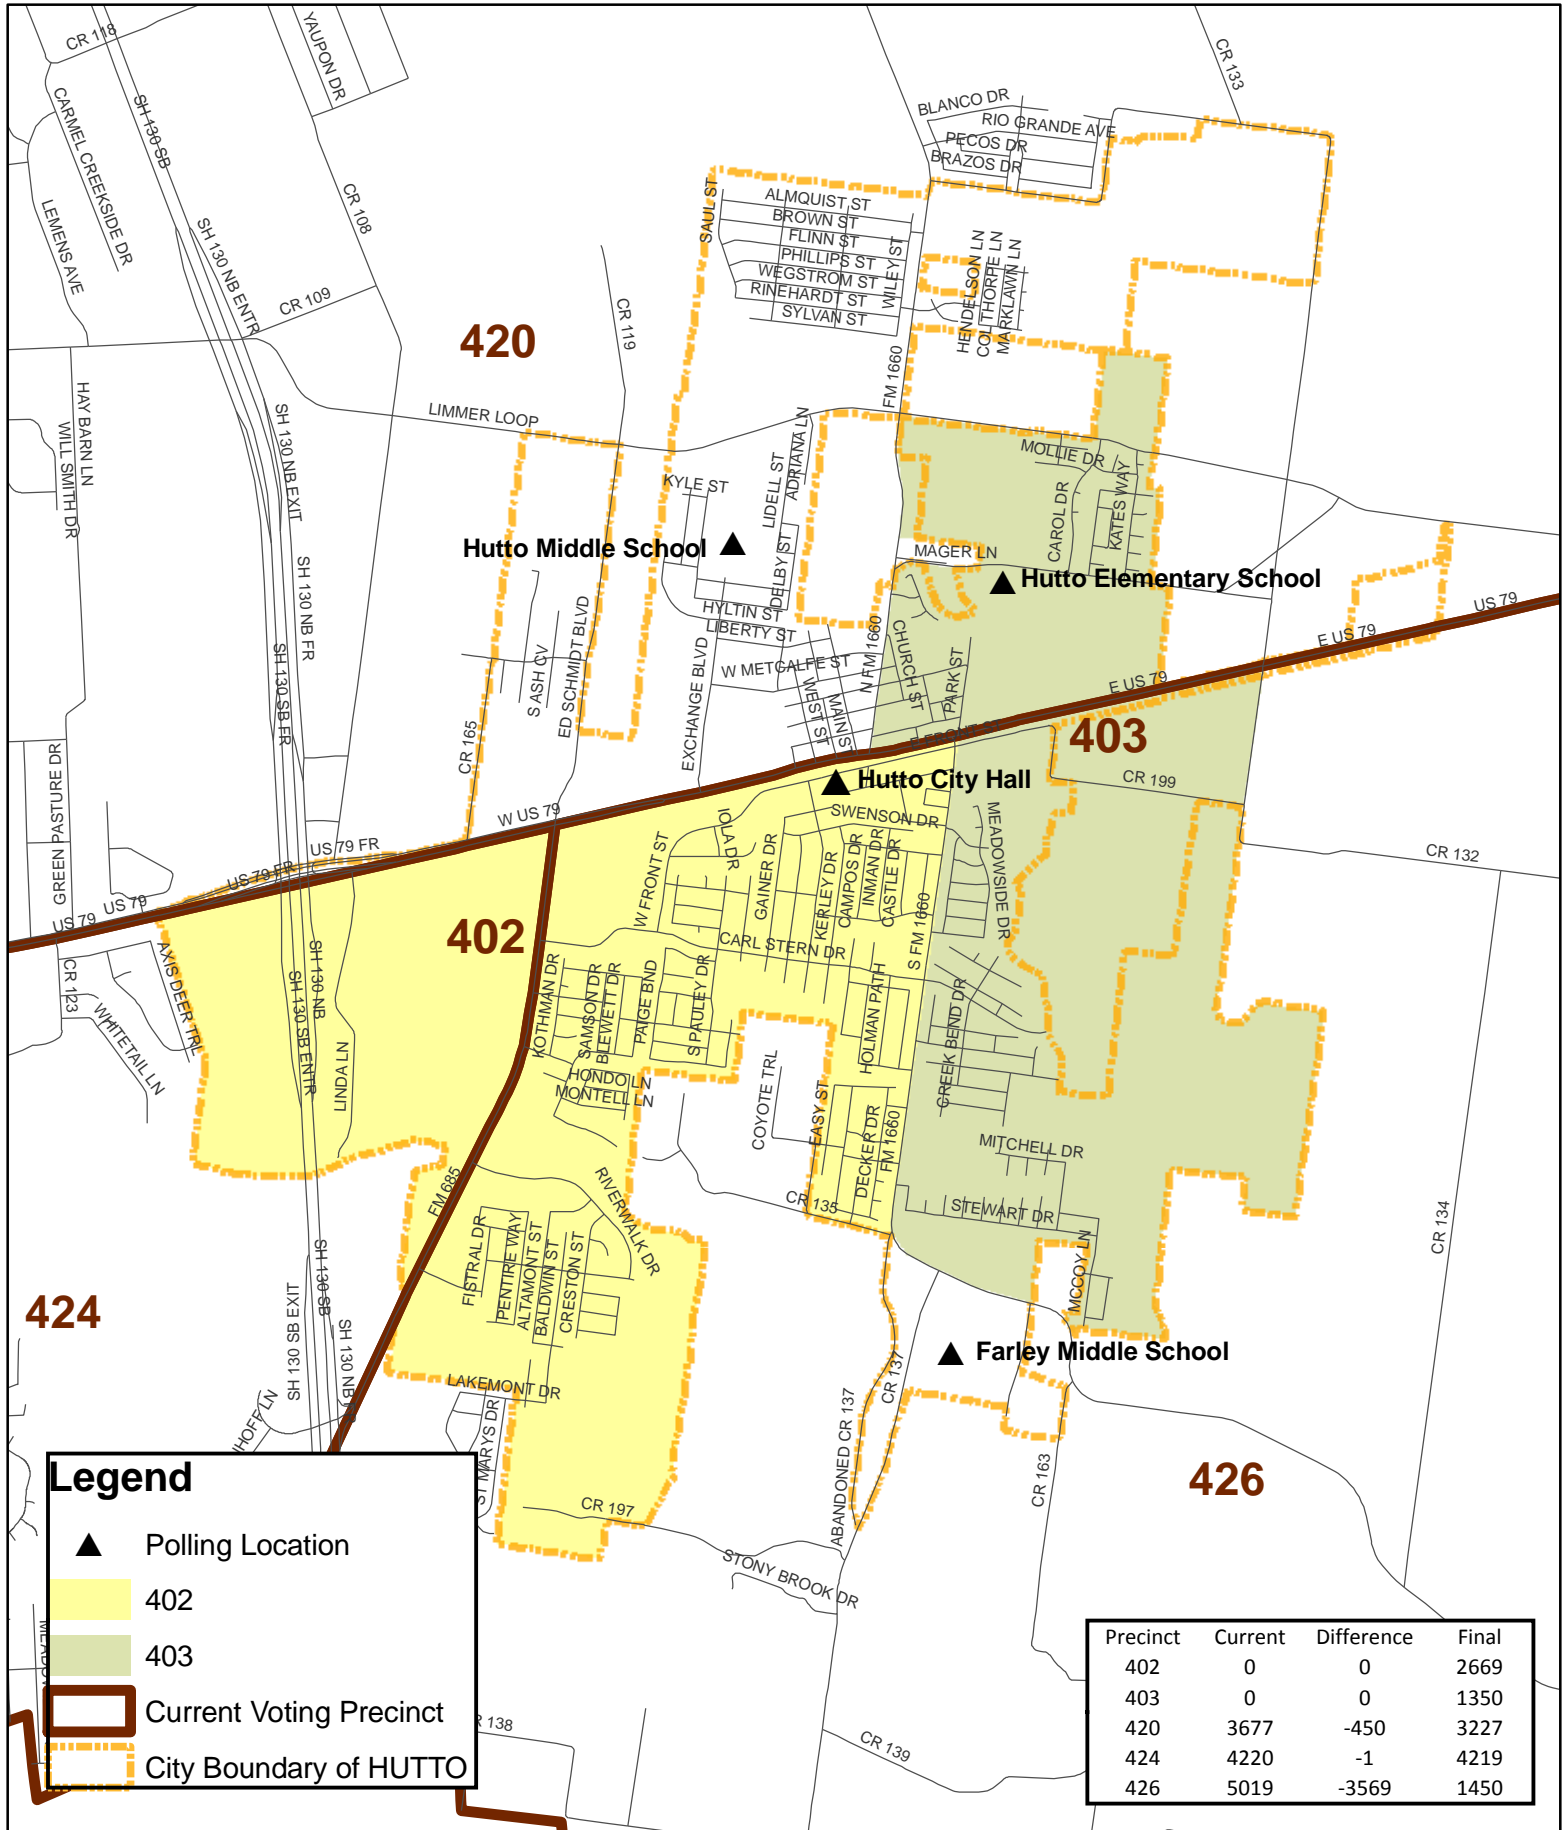 CR 118
YAUPON DR
CR 133
SH 130 SB
CARMEL CREEKSIDE DR
BLANCO DR
RIO GRANDE AVE
PECOS DR
BRAZOS DR
LEMENS AVE
CR 108
SH 130 NB ENTR
SAUL ST
ALMQUIST ST
BROWN ST
FLINN ST
PHILLIPS ST
WEGSTROM ST
RINEHARDT ST
SYLVAN ST
WILEY ST
HENDELSON LN
COLTHORPE LN
MARKLAWN LN
CR 109
CR 119
420
FM 1660
HAY BARN LN
WILL SMITH DR
SH 130 NB EXIT
LIMMER LOOP
ADRIANA LN
LIDELL ST
MOLLIE DR
KYLE ST
CAROL DR
KATES WAY
Hutto Middle School
DELBY ST
MAGER LN
Hutto Elementary School
SH 130 NB FR
HYLTIN ST
LIBERTY ST
US 79
E US 79
S ASH CV
ED SCHMIDT BLVD
EXCHANGE BLVD
W METGALFE ST
N FM 1660
CHURCH ST
PARK ST
WEST ST
MAIN ST
E US 79
SH 130 SB FR
CR 165
E FRONT ST
403
CR 199
Hutto City Hall
GREEN PASTURE DR
W US 79
SWENSON DR
US 79 FR
US 79 FR
IOLA DR
W FRONT ST
GAINER DR
KERLEY DR
CAMPOS DR
INMAN DR
CASTLE DR
MEADOWSIDE DR
CR 132
US 79
US 79
402
CARL STERN DR
S FM 1660
CR 123
AXIS DEER TRL
WHITETAIL LN
SH 130 NB
SH 130 SB ENTR
LINDA LN
KOTHMAN DR
SAMSON DR
BLEWETT DR
PAIGE BND
S PAULEY DR
HOLMAN PATH
CREEK BEND DR
HONDO LN
MONTELL LN
COYOTE TRL
EASY ST
DECKER DR
FM 1660
MITCHELL DR
FM 685
RIVERWALK DR
CR 135
STEWART DR
CR 134
FISTRAL DR
PENTIRE WAY
ALTAMONT ST
BALDWIN ST
CRESTON ST
MCCOY LN
424
SH 130 SB EXIT
SH 130 SB
SH 130 NB
Farley Middle School
LAKEMONT DR
CR 137
ABANDONED CR 137
ST MARYS DR
CR 163
426
CR 197
STONY BROOK DR
CR 139
Legend
Polling Location
402
403
Current Voting Precinct
City Boundary of HUTTO
Precinct Current Difference Final
402 0 0 2669
403 0 0 1350
420 3677 -450 3227
424 4220 -1 4219
426 5019 -3569 1450